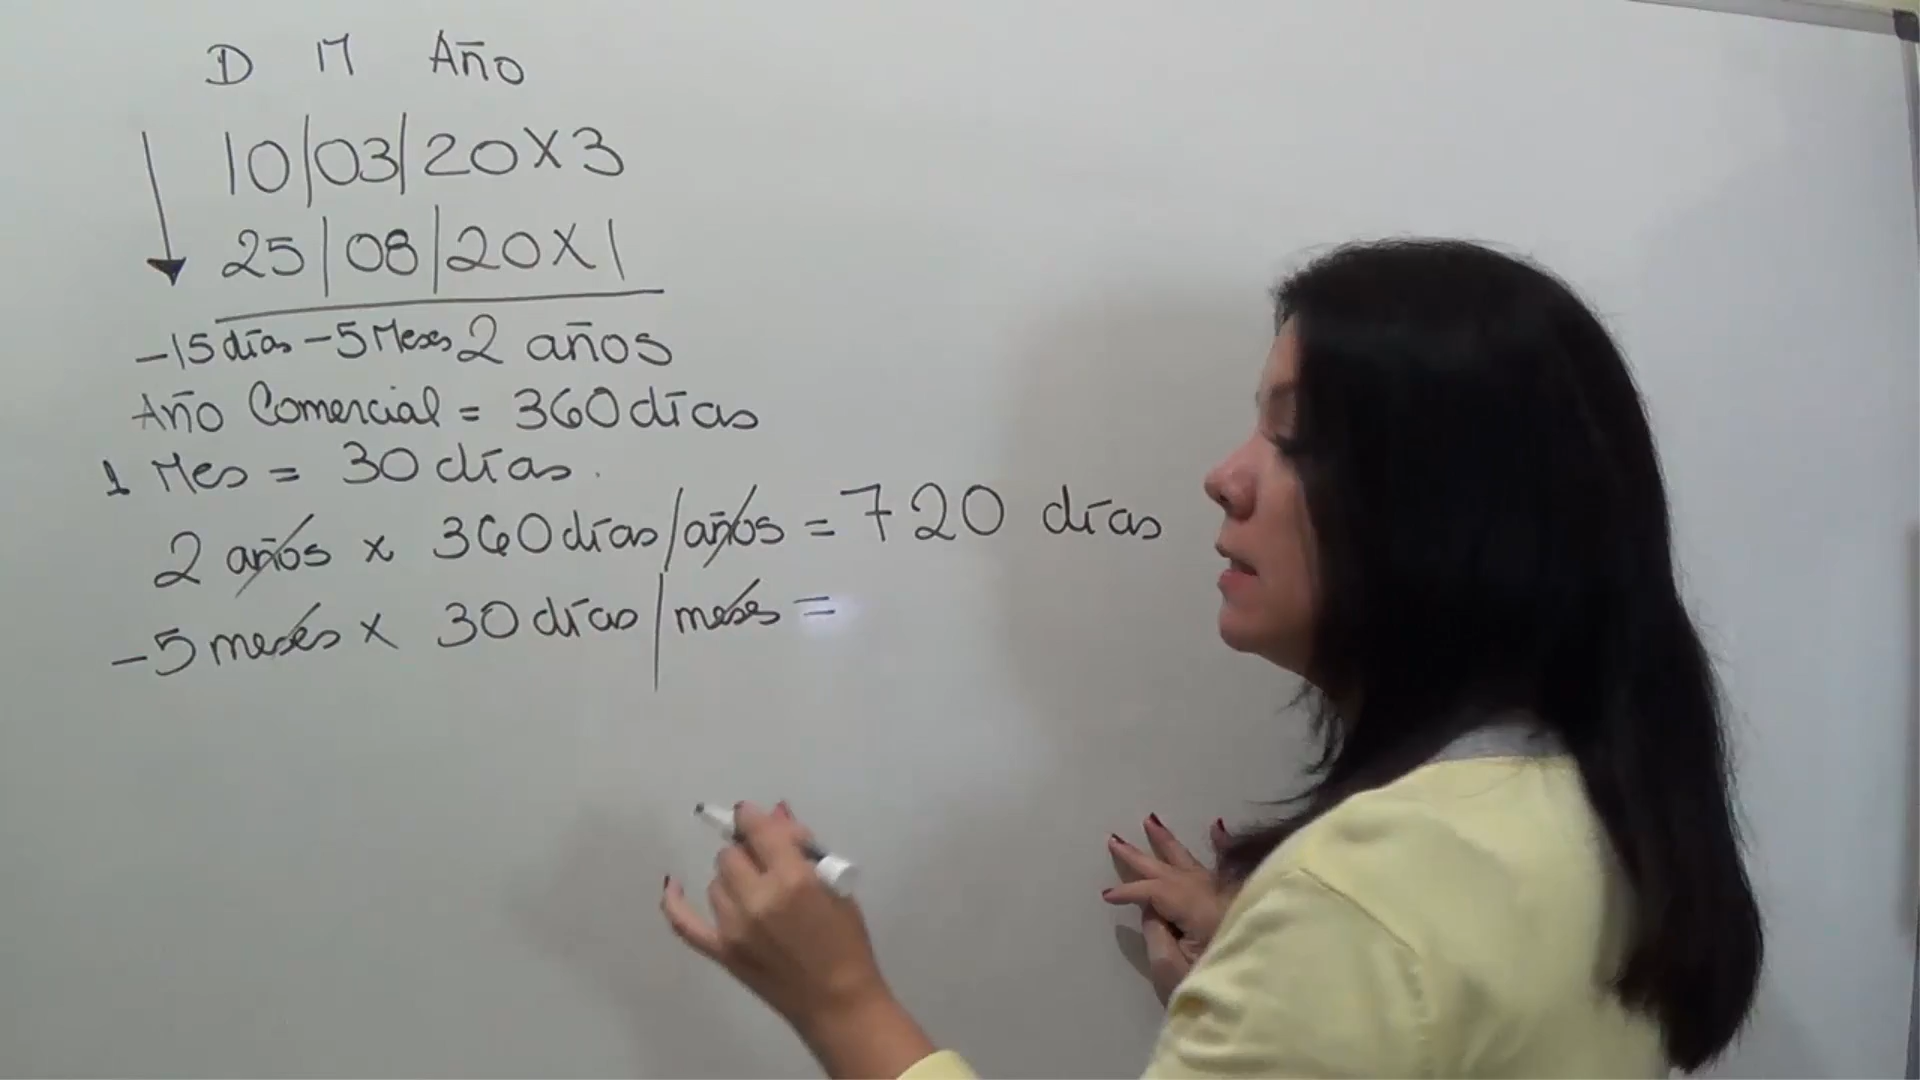 D M Año
10/03/20X3
25/08/20X1
-15 días -5 Meses 2 años
Año Comercial = 360 días
1 Mes = 30 días.
2 años x 360 días/años = 720 días
-5 meses x 30 días/meses =